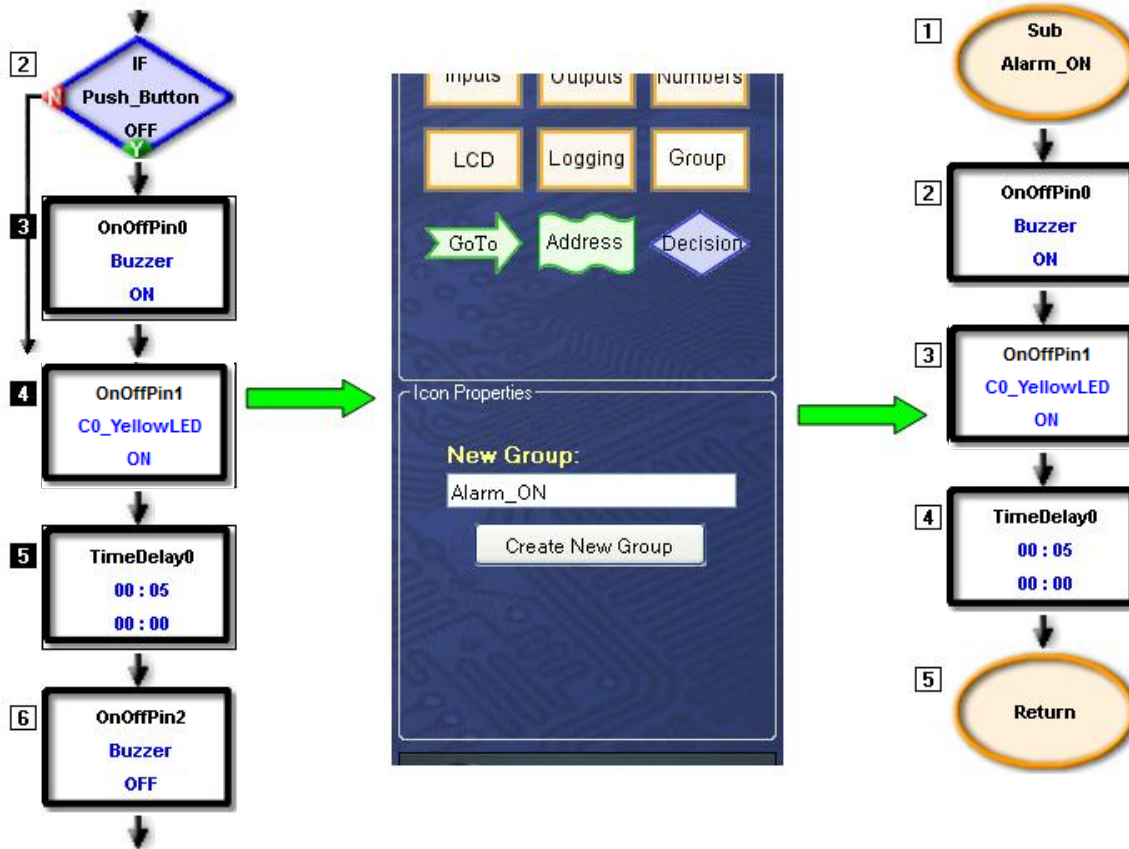 2
IF
Push_Button
OFF
N
Y
3
OnOffPin0
Buzzer
ON
4
OnOffPin1
C0_YellowLED
ON
5
TimeDelay0
00 : 05
00 : 00
6
OnOffPin2
Buzzer
OFF
Inputs
Outputs
Numbers
LCD
Logging
Group
GoTo
Address
Decision
Icon Properties
New Group:
Alarm_ON
Create New Group
1
Sub
Alarm_ON
2
OnOffPin0
Buzzer
ON
3
OnOffPin1
C0_YellowLED
ON
4
TimeDelay0
00 : 05
00 : 00
5
Return